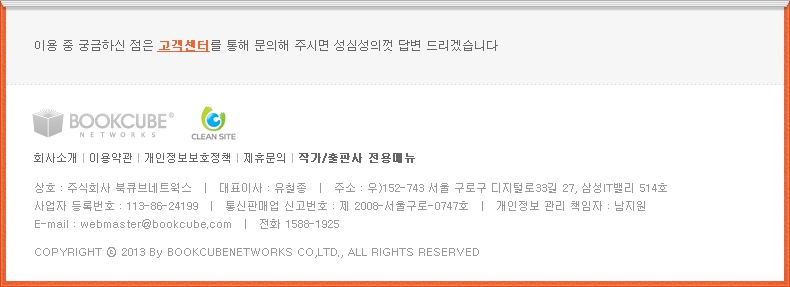 이용 중 궁금하신 점은 고객센터를 통해 문의해 주시면 성심성의껏 답변 드리겠습니다
BOOKCUBE®
NETWORKS
CLEAN SITE
회사소개 | 이용약관 | 개인정보보호정책 | 제휴문의 | 작가/출판사 전용메뉴
상호 : 주식회사 북큐브네트웍스 | 대표이사 : 유철종 | 주소 : 우)152-743 서울 구로구 디지털로33길 27, 삼성IT밸리 514호
사업자 등록번호 : 113-86-24199 | 통신판매업 신고번호 : 제 2008-서울구로-0747호 | 개인정보 관리 책임자 : 남지원
E-mail : webmaster@bookcube.com | 전화 1588-1925
COPYRIGHT ⓒ 2013 By BOOKCUBENETWORKS CO,LTD,, ALL RIGHTS RESERVED